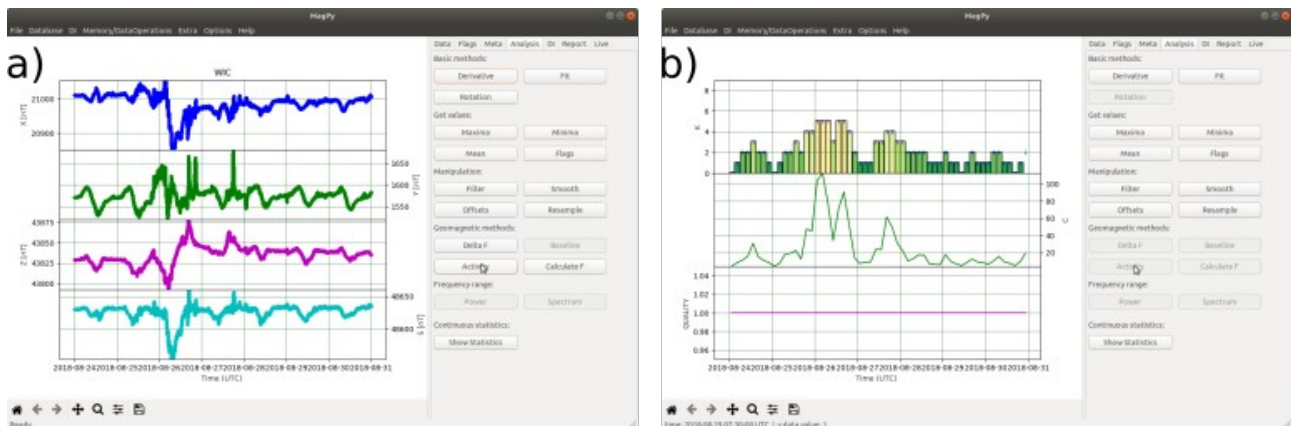 MagPy
File Database DI Memory/DataOperations Extra Options Help
a)
WIC
X [nT]
21000
20900
1650
1600
1550
Y [nT]
43875
43850
43825
43800
Z [nT]
48650
48600
2018-08-24 2018-08-25 2018-08-26 2018-08-27 2018-08-28 2018-08-29 2018-08-30 2018-08-31
Time (UTC)
Data Flags Meta Analysis DI Report Live
Basic methods:
Derivative Fit
Rotation
Get values:
Maxima Minima
Mean Flags
Manipulation:
Filter Smooth
Offsets Resample
Geomagnetic methods:
Delta F Baseline
Activity Calculate F
Frequency range:
Power Spectrum
Continuous statistics:
Show Statistics
Ready
MagPy
File Database DI Memory/DataOperations Extra Options Help
b)
K
8
6
4
2
0
100
80
60
40
20
C
QUALITY
1.04
1.02
1.00
0.98
0.96
2018-08-24 2018-08-25 2018-08-26 2018-08-27 2018-08-28 2018-08-29 2018-08-30 2018-08-31
Time (UTC)
Data Flags Meta Analysis DI Report Live
Basic methods:
Derivative Fit
Rotation
Get values:
Maxima Minima
Mean Flags
Manipulation:
Filter Smooth
Offsets Resample
Geomagnetic methods:
Delta F Baseline
Activity Calculate F
Frequency range:
Power Spectrum
Continuous statistics:
Show Statistics